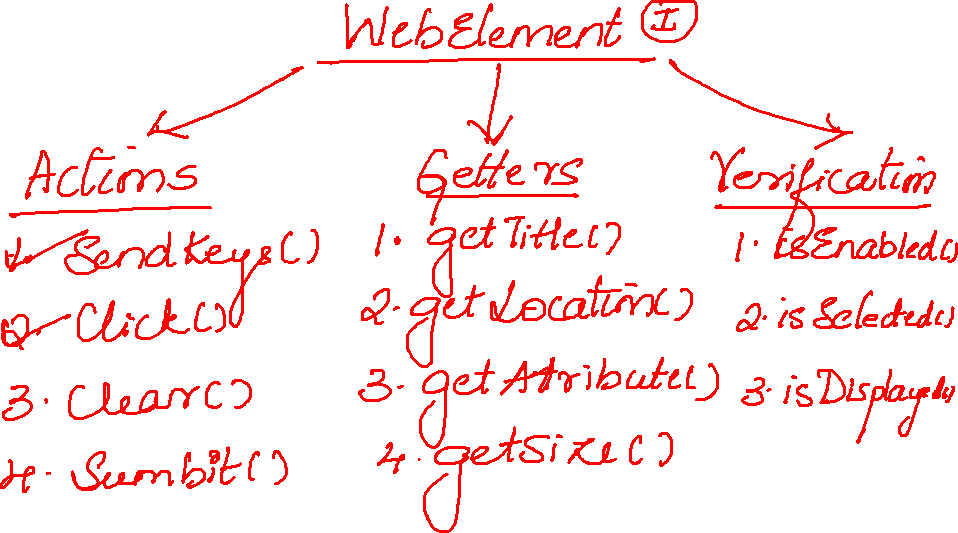 WebElement I
Actions
1. SendKeys()
2. Click()
3. Clear()
4. Sumbit()
Getters
1. getTitle()
2. getLocation()
3. getAttribute()
4. getSize()
Verification
1. isEnabled()
2. isSelected()
3. isDisplayed()